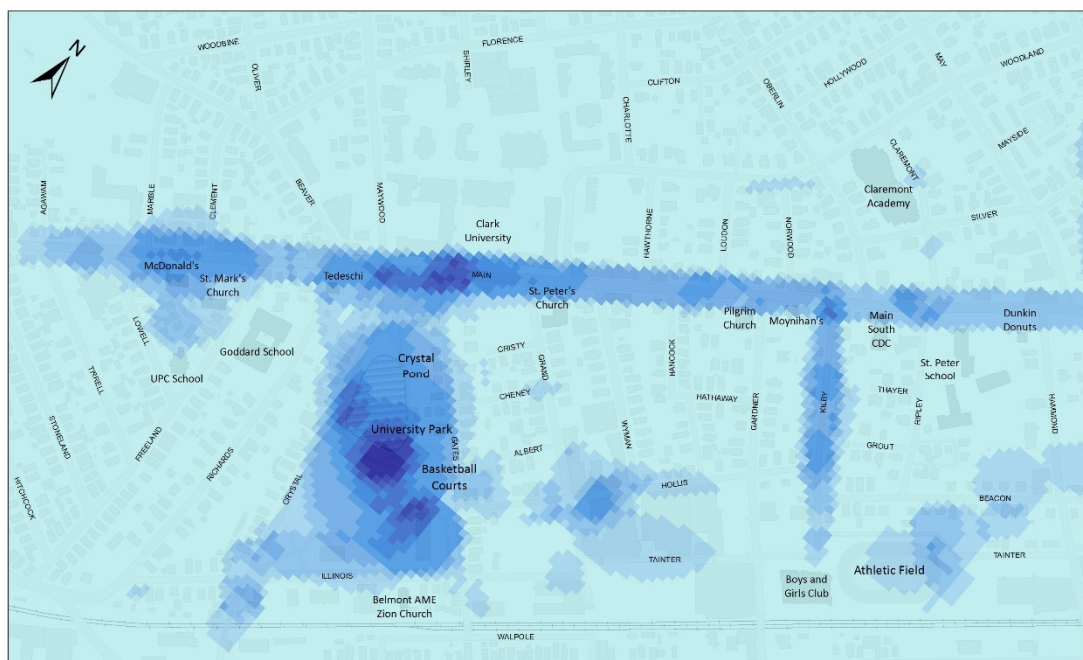 WOODBINE
OLIVER
SHIRLEY
FLORENCE
CLIFTON
CHARLOTTE
OBERLIN
HOLLYWOOD
MAY
WOODLAND
MAYSIDE
CLAREMONT
Claremont
Academy
SILVER
N
AGAWAM
MARBLE
CLEMENT
BEAVER
MAYWOOD
Clark
University
HAWTHORNE
LOUDON
NORWOOD
McDonald's
St. Mark's
Church
Tedeschi
MAIN
St. Peter's
Church
Pilgrim
Church
Moynihan's
Main
South
CDC
Dunkin
Donuts
LOWELL
Goddard School
UPC School
Crystal
Pond
CRISTY
GRAND
CHENEY
HANCOCK
HATHAWAY
GARDNER
KILBY
THAYER
RIPLEY
St. Peter
School
HAMMOND
TIRRELL
STONELAND
FREELAND
RICHARDS
HITCHCOCK
CRYSTAL
University Park
GATES
Basketball
Courts
ALBERT
WYMAN
HOLLIS
GROUT
BEACON
TAINTER
TAINTER
Athletic Field
Boys and
Girls Club
ILLINOIS
Belmont AME
Zion Church
WALPOLE